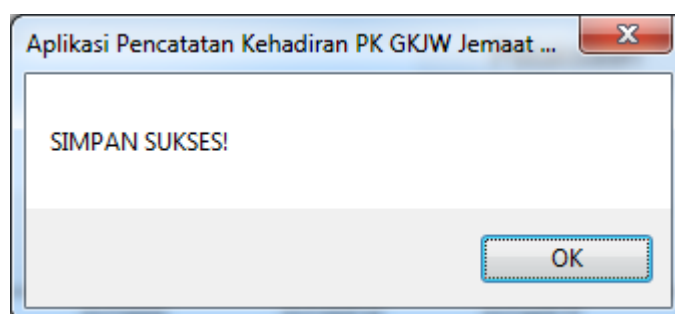 Aplikasi Pencatatan Kehadiran PK GKJW Jemaat ...
SIMPAN SUKSES!
OK